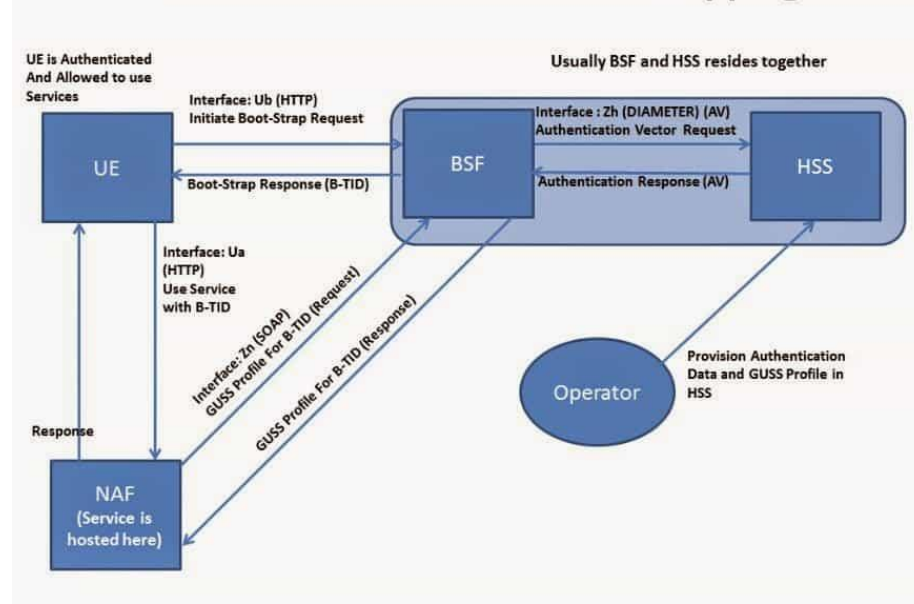 UE is Authenticated
And Allowed to use
Services
Usually BSF and HSS resides together
Interface: Ub (HTTP)
Initiate Boot-Strap Request
Interface : Zh (DIAMETER) (AV)
Authentication Vector Request
UE
BSF
HSS
Boot-Strap Response (B-TID)
Authentication Response (AV)
Interface: Ua
(HTTP)
Use Service
with B-TID
Interface: Zn (SOAP)
GUSS Profile For B-TID (Request)
GUSS Profile For B-TID (Response)
Operator
Provision Authentication
Data and GUSS Profile in
HSS
Response
NAF
(Service is
hosted here)